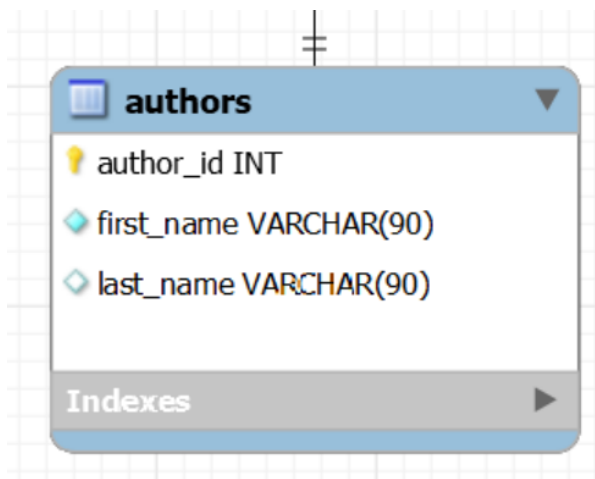 authors
author_id INT
first_name VARCHAR(90)
last_name VARCHAR(90)
Indexes